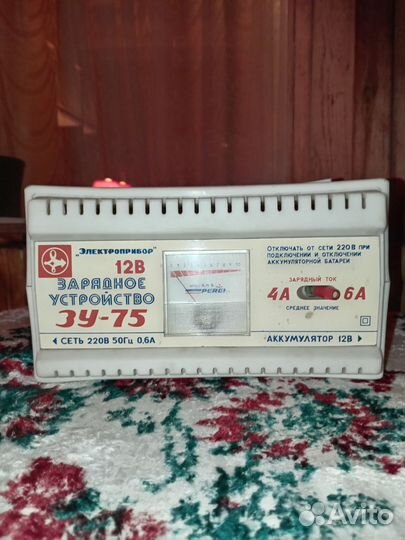 "Электроприбор"
12В
ЗАРЯДНОЕ
УСТРОЙСТВО
ЗУ-75
СЕТЬ 220В 50Гц 0,6А
ОТКЛЮЧАТЬ ОТ СЕТИ 220В ПРИ
ПОДКЛЮЧЕНИИ И ОТКЛЮЧЕНИИ
АККУМУЛЯТОРНОЙ БАТАРЕИ
ЗАРЯДНЫЙ ТОК
4А 6А
СРЕДНЕЕ ЗНАЧЕНИЕ
АККУМУЛЯТОР 12В
Avito